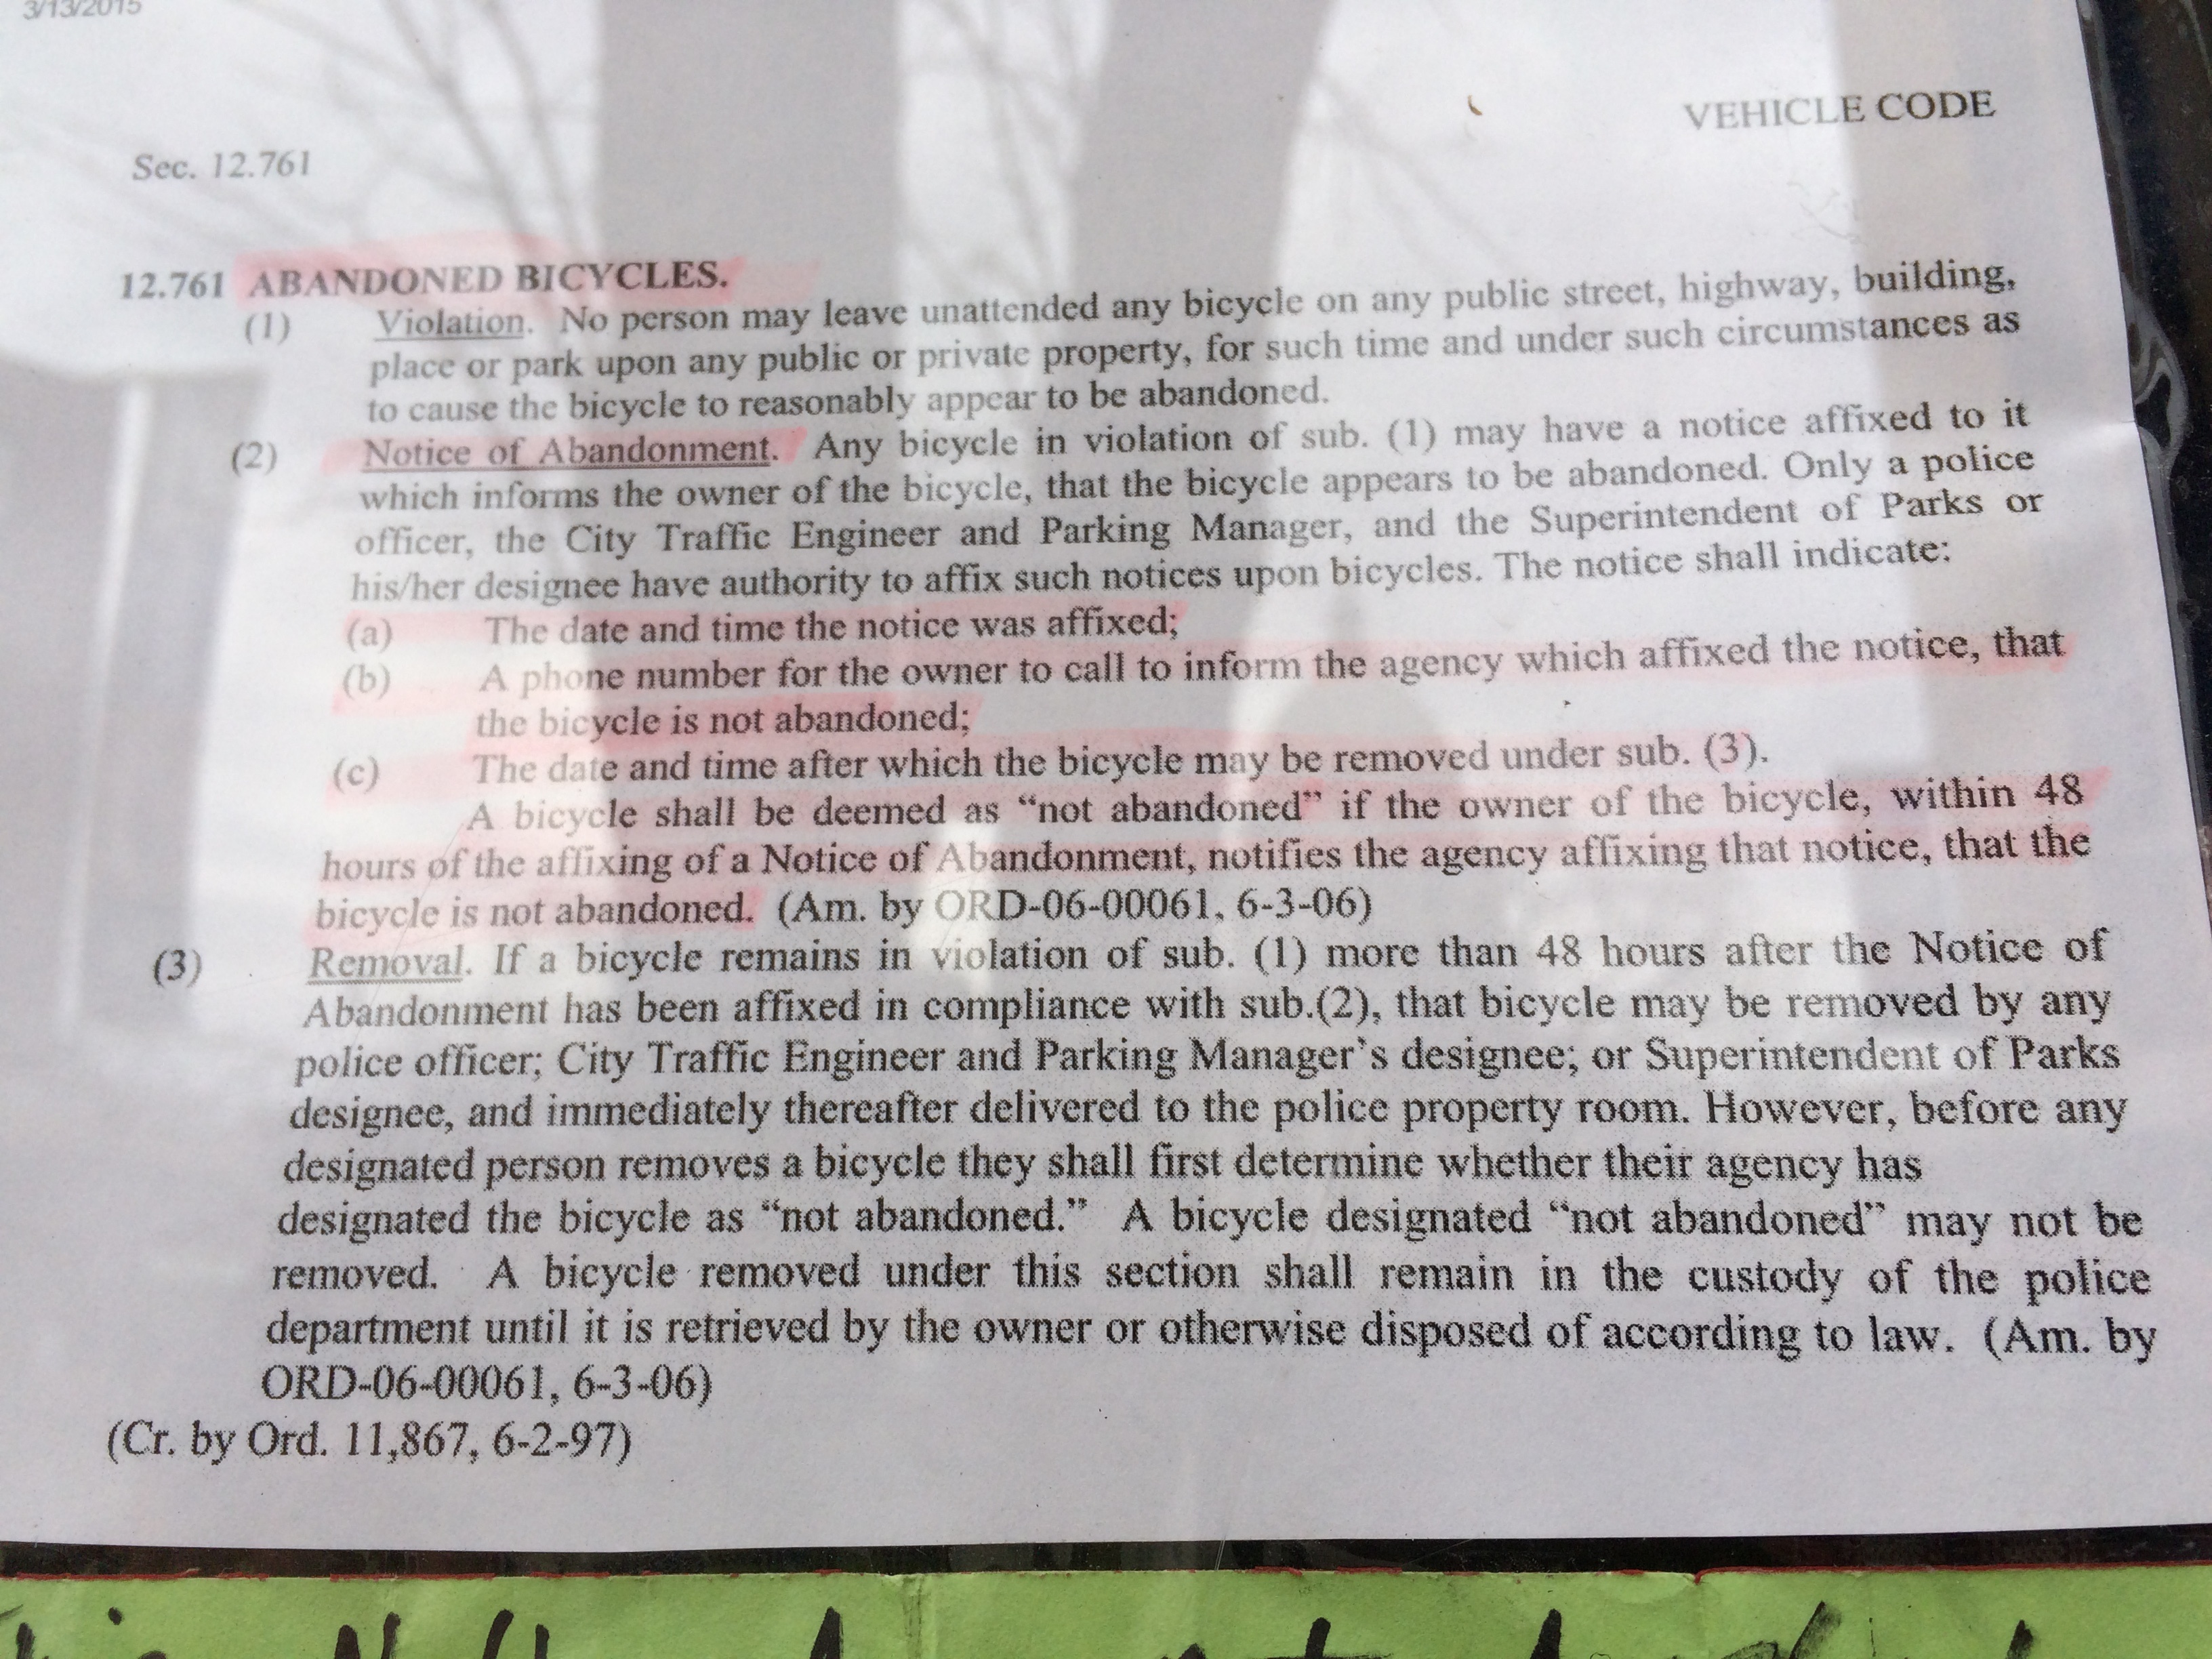 3/13/2015
VEHICLE CODE
Sec. 12.761
12.761 ABANDONED BICYCLES.
(1) Violation. No person may leave unattended any bicycle on any public street, highway, building,
place or park upon any public or private property, for such time and under such circumstances as
to cause the bicycle to reasonably appear to be abandoned.
(2) Notice of Abandonment. Any bicycle in violation of sub. (1) may have a notice affixed to it
which informs the owner of the bicycle, that the bicycle appears to be abandoned. Only a police
officer, the City Traffic Engineer and Parking Manager, and the Superintendent of Parks or
his/her designee have authority to affix such notices upon bicycles. The notice shall indicate:
(a) The date and time the notice was affixed;
(b) A phone number for the owner to call to inform the agency which affixed the notice, that
the bicycle is not abandoned;
(c) The date and time after which the bicycle may be removed under sub. (3).
A bicycle shall be deemed as “not abandoned” if the owner of the bicycle, within 48
hours of the affixing of a Notice of Abandonment, notifies the agency affixing that notice, that the
bicycle is not abandoned. (Am. by ORD-06-00061, 6-3-06)
(3) Removal. If a bicycle remains in violation of sub. (1) more than 48 hours after the Notice of
Abandonment has been affixed in compliance with sub.(2), that bicycle may be removed by any
police officer; City Traffic Engineer and Parking Manager’s designee; or Superintendent of Parks
designee, and immediately thereafter delivered to the police property room. However, before any
designated person removes a bicycle they shall first determine whether their agency has
designated the bicycle as “not abandoned.” A bicycle designated “not abandoned” may not be
removed. A bicycle removed under this section shall remain in the custody of the police
department until it is retrieved by the owner or otherwise disposed of according to law. (Am. by
ORD-06-00061, 6-3-06)
(Cr. by Ord. 11,867, 6-2-97)